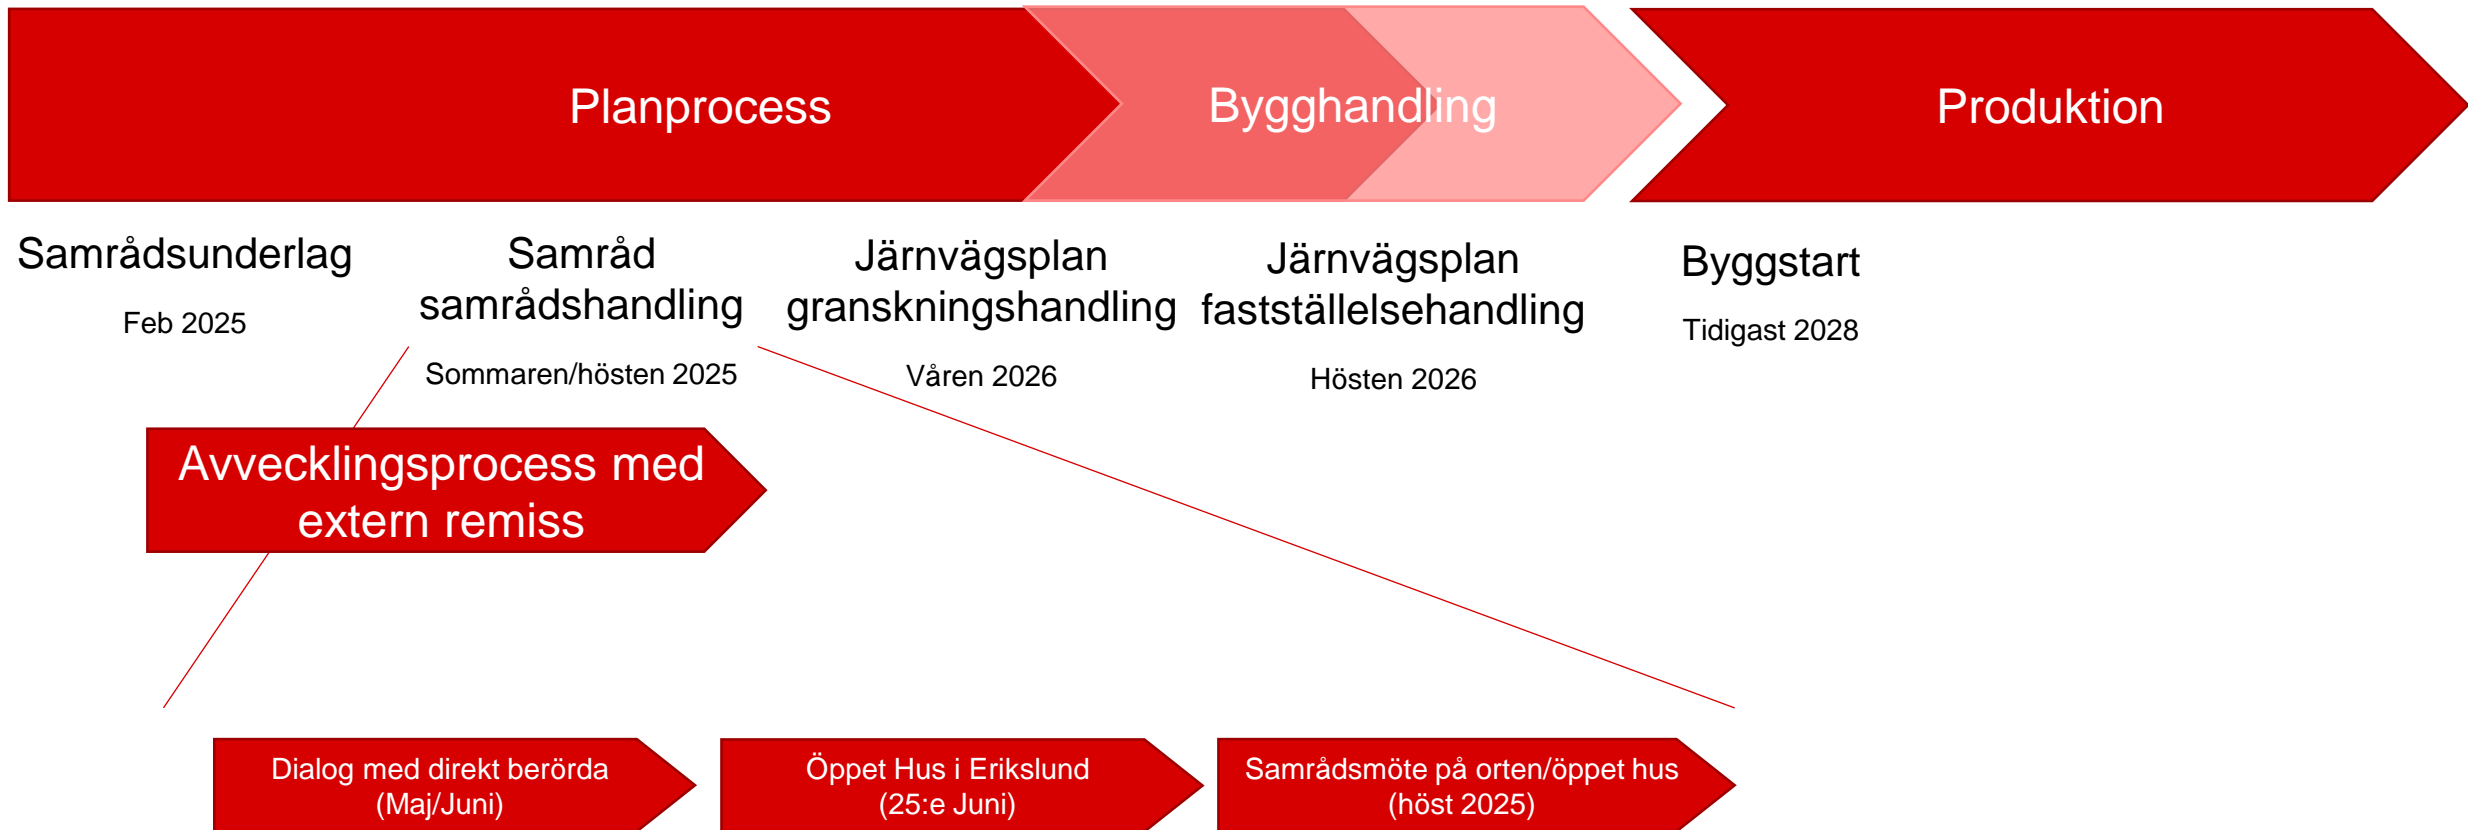 Planprocess
Bygghandling
Produktion
Samrådsunderlag
Feb 2025
Samråd
samrådshandling
Sommaren/hösten 2025
Järnvägsplan
granskningshandling
Våren 2026
Järnvägsplan
fastställelsehandling
Hösten 2026
Byggstart
Tidigast 2028
Avvecklingsprocess med
extern remiss
Dialog med direkt berörda
(Maj/Juni)
Öppet Hus i Erikslund
(25:e Juni)
Samrådsmöte på orten/öppet hus
(höst 2025)